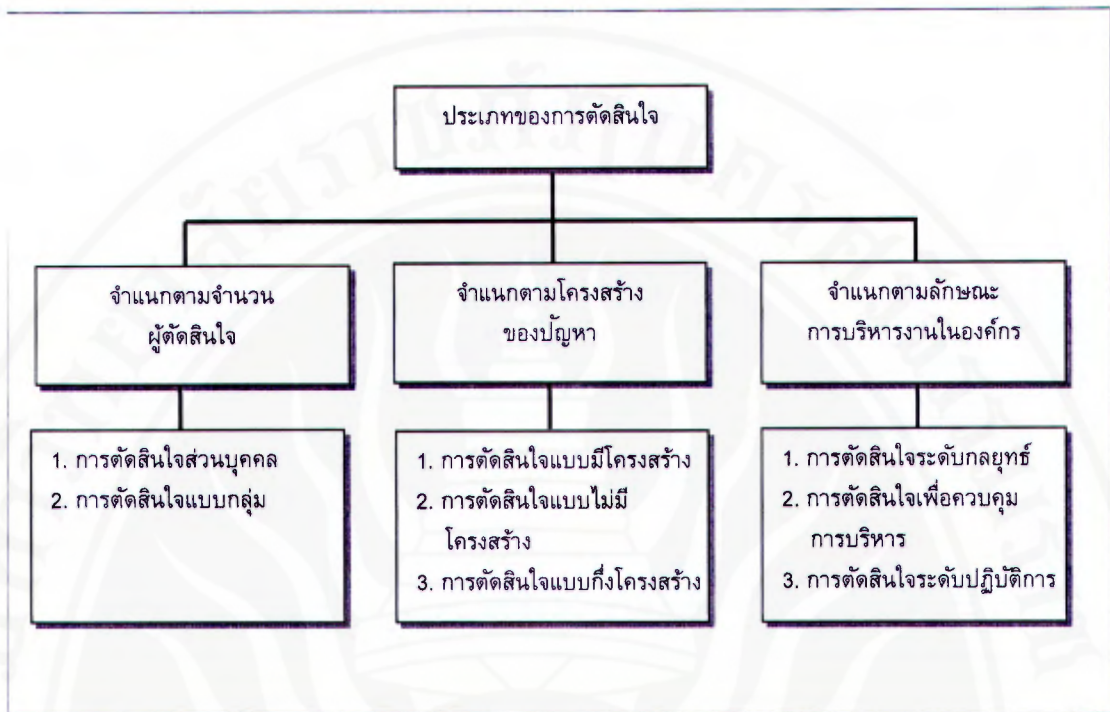 ประเภทของการตัดสินใจ
จำแนกตามจำนวน
ผู้ตัดสินใจ
จำแนกตามโครงสร้าง
ของปัญหา
จำแนกตามลักษณะ
การบริหารงานในองค์กร
1. การตัดสินใจส่วนบุคคล
2. การตัดสินใจแบบกลุ่ม
1. การตัดสินใจแบบมีโครงสร้าง
2. การตัดสินใจแบบไม่มี
โครงสร้าง
3. การตัดสินใจแบบกึ่งโครงสร้าง
1. การตัดสินใจระดับกลยุทธ์
2. การตัดสินใจเพื่อควบคุม
การบริหาร
3. การตัดสินใจระดับปฏิบัติการ